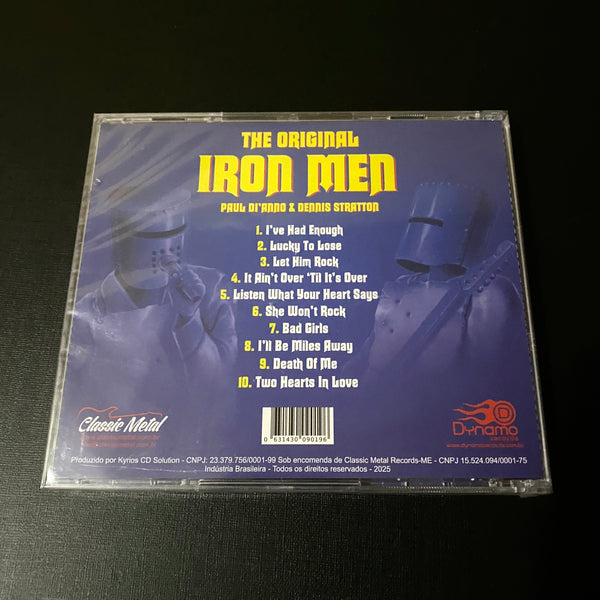 THE ORIGINAL
IRON MEN
PAUL DI'ANNO & DENNIS STRATTON
1. I've Had Enough
2. Lucky To Lose
3. Let Him Rock
4. It Ain't Over 'Til It's Over
5. Listen What Your Heart Says
6. She Won't Rock
7. Bad Girls
8. I'll Be Miles Away
9. Death Of Me
10. Two Hearts In Love
Classic Metal
0 631430 090196
Dynamo
Produzido por Kyrios CD Solution - CNPJ: 23.379.756/0001-99 Sob encomenda de Classic Metal Records-ME - CNPJ 15.524.094/0001-75
Indústria Brasileira - Todos os direitos reservados - 2025